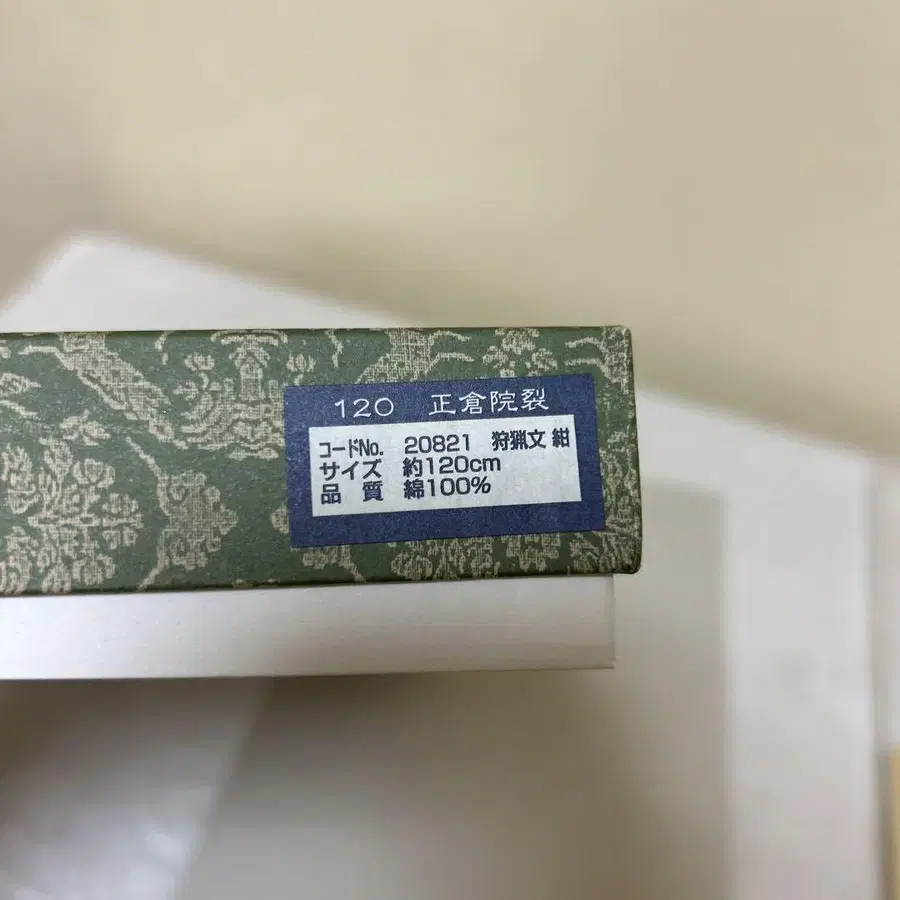 120 正倉院裂
コードNo. 20821 狩猟文 紺
サイズ 約120cm
品質 綿100%